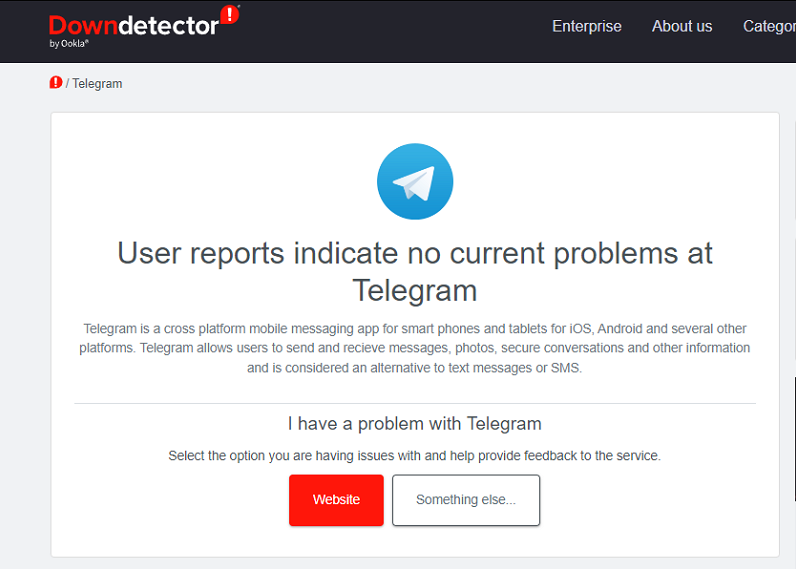 Downdetector
by Ookla®
Enterprise
About us
/ Telegram
User reports indicate no current problems at
Telegram
Telegram is a cross platform mobile messaging app for smart phones and tablets for iOS, Android and several other
platforms. Telegram allows users to send and recieve messages, photos, secure conversations and other information
and is considered an alternative to text messages or SMS.
I have a problem with Telegram
Select the option you are having issues with and help provide feedback to the service.
Website
Something else...